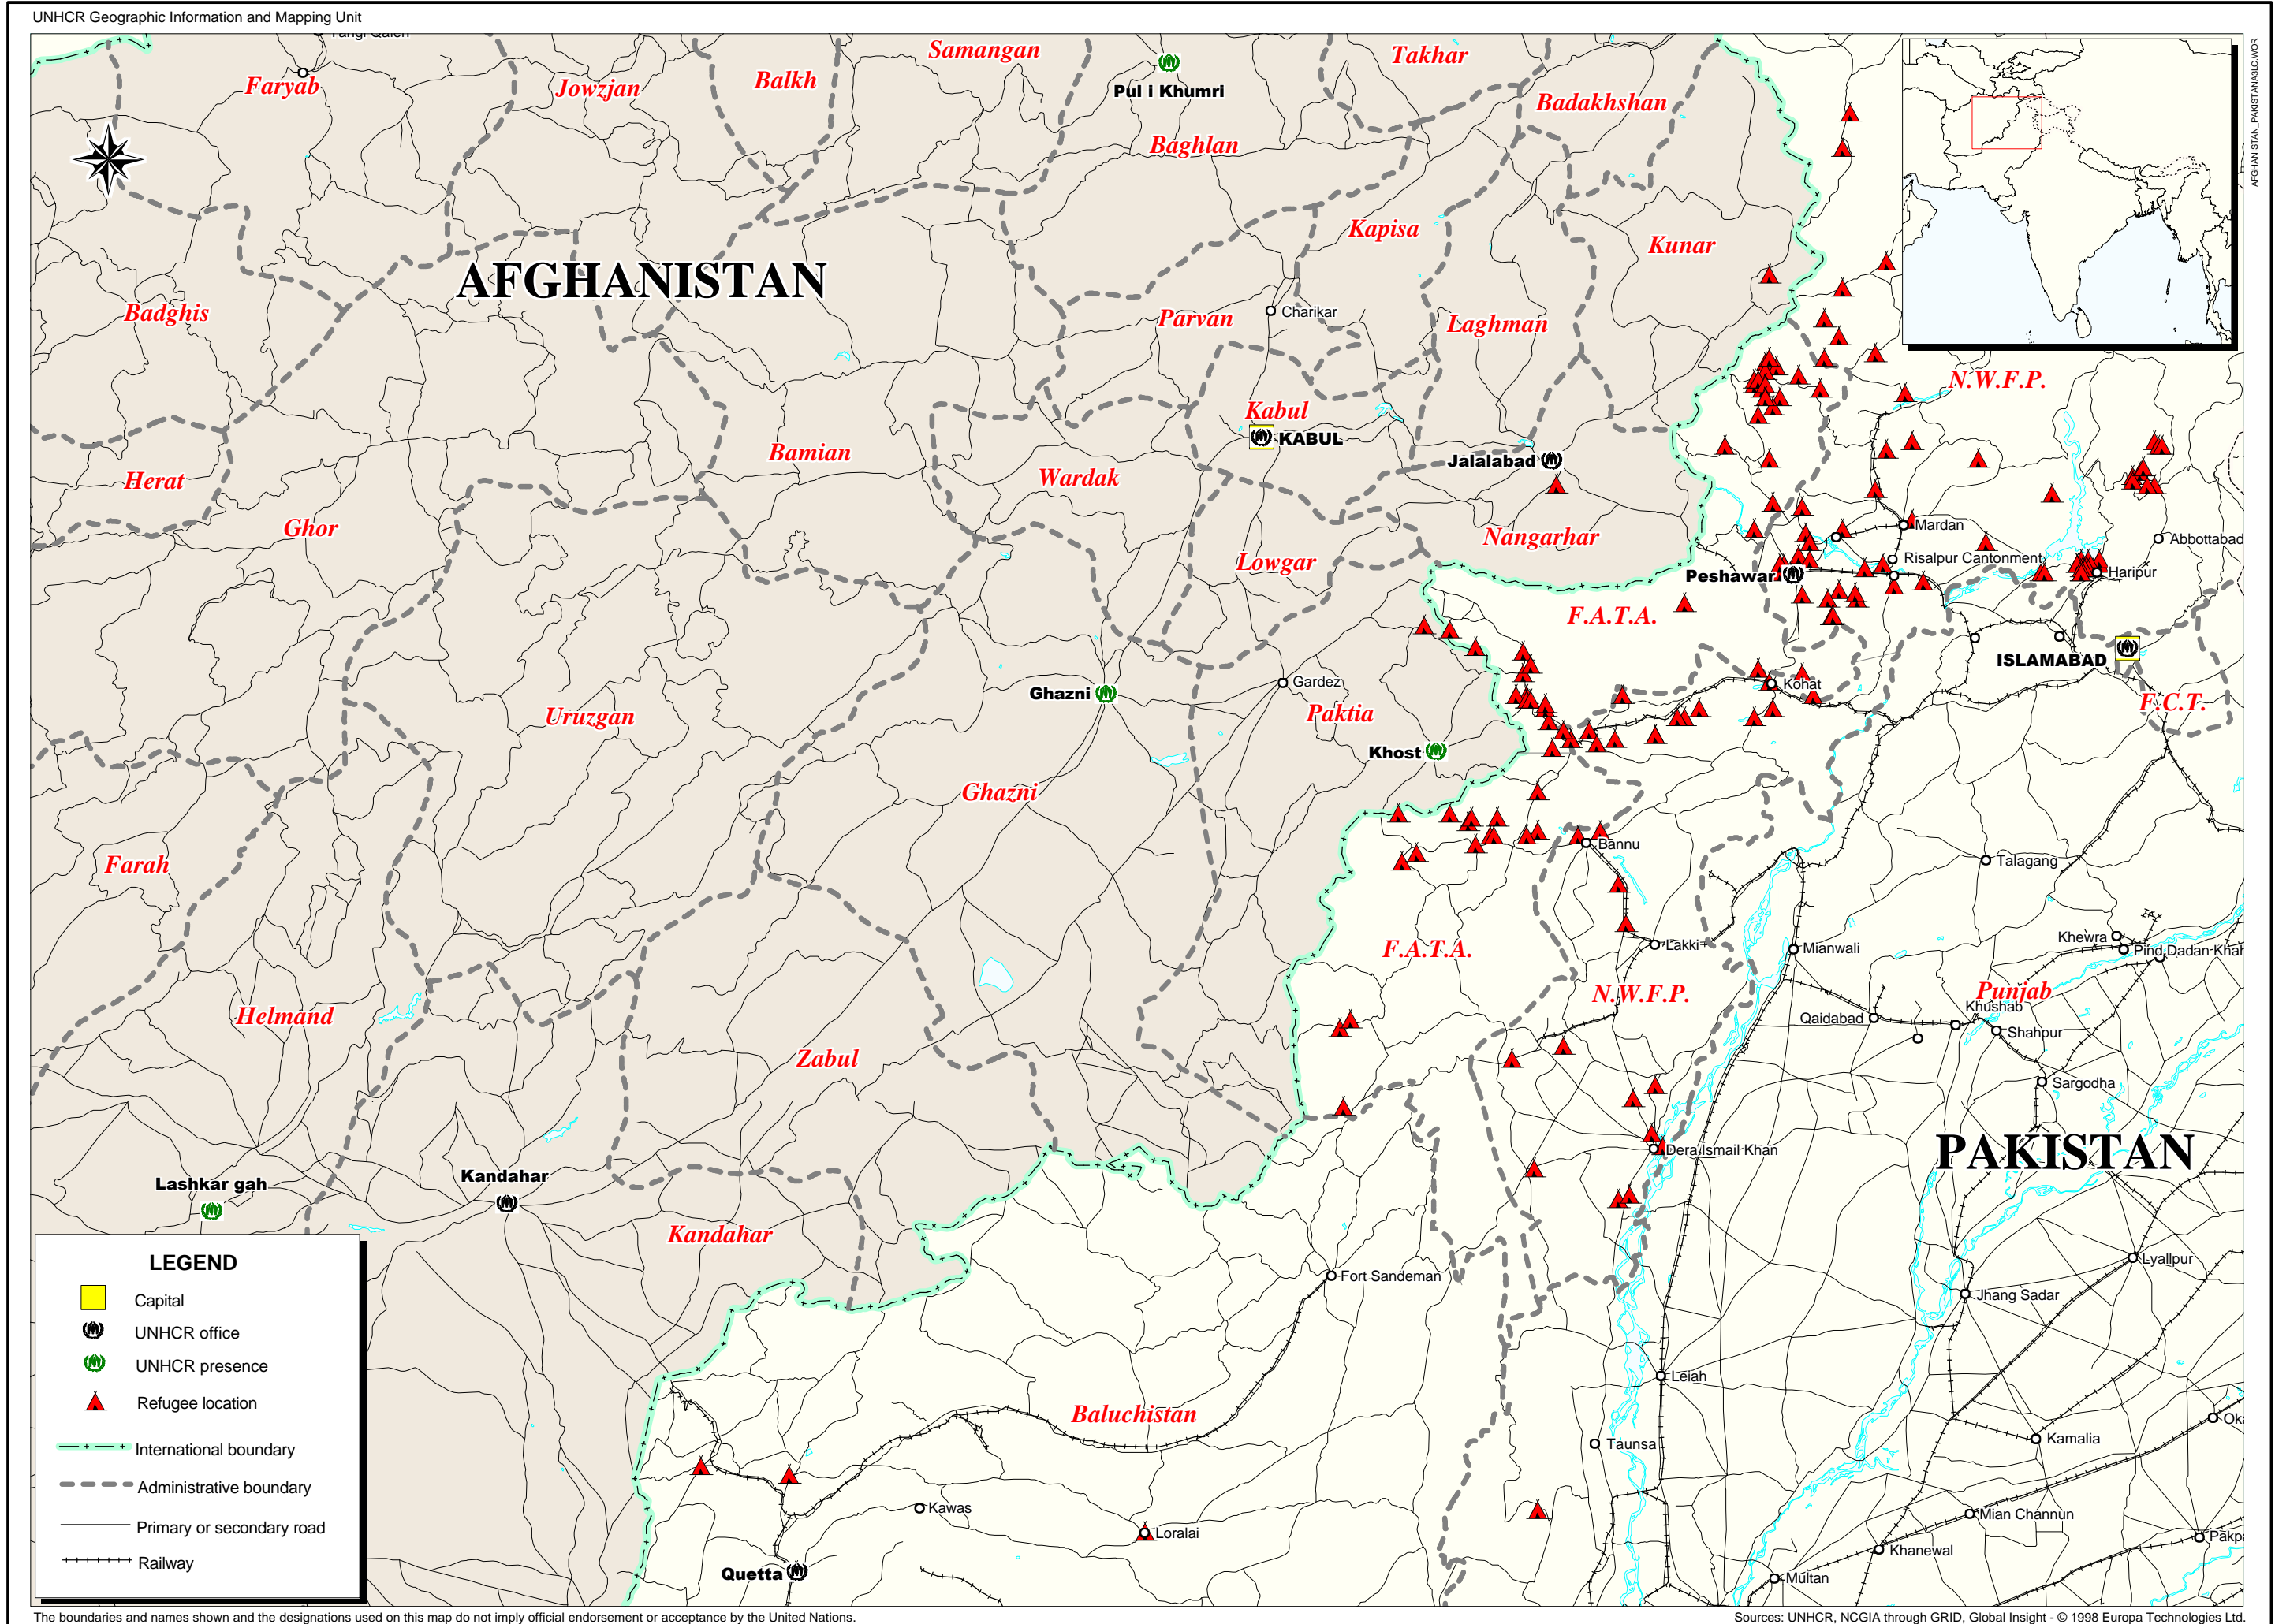 UNHCR Geographic Information and Mapping Unit
AFGHANISTAN_PAKISTANA3LC.WOR
Faryab
Jowzjan
Balkh
Samangan
Pul i Khumri
Baghlan
Takhar
Badakhshan
Kapisa
Kunar
AFGHANISTAN
Badghis
Parvan
Charikar
Laghman
N.W.F.P.
Kabul
KABUL
Bamian
Wardak
Jalalabad
Herat
Ghor
Nangarhar
Lowgar
Mardan
Abbottabad
Risalpur Cantonment
Haripur
Peshawar
F.A.T.A.
ISLAMABAD
F.C.T.
Kohat
Ghazni
Gardez
Paktia
Uruzgan
Khost
Ghazni
Bannu
Talagang
Farah
Lakki
Mianwali
Khewra
Pind Dadan Khan
F.A.T.A.
N.W.F.P.
Punjab
Khushab
Qaidabad
Shahpur
Helmand
Zabul
Sargodha
Dera Ismail Khan
PAKISTAN
Kandahar
Lashkar gah
Kandahar
Fort Sandeman
Lyallpur
Jhang Sadar
Leiah
Baluchistan
Taunsa
Kamalia
Ok
Kawas
Loralai
Mian Channun
Khanewal
Pakp
Multan
Quetta
LEGEND
Capital
UNHCR office
UNHCR presence
Refugee location
International boundary
Administrative boundary
Primary or secondary road
Railway
The boundaries and names shown and the designations used on this map do not imply official endorsement or acceptance by the United Nations.
Sources: UNHCR, NCGIA through GRID, Global Insight - © 1998 Europa Technologies Ltd.